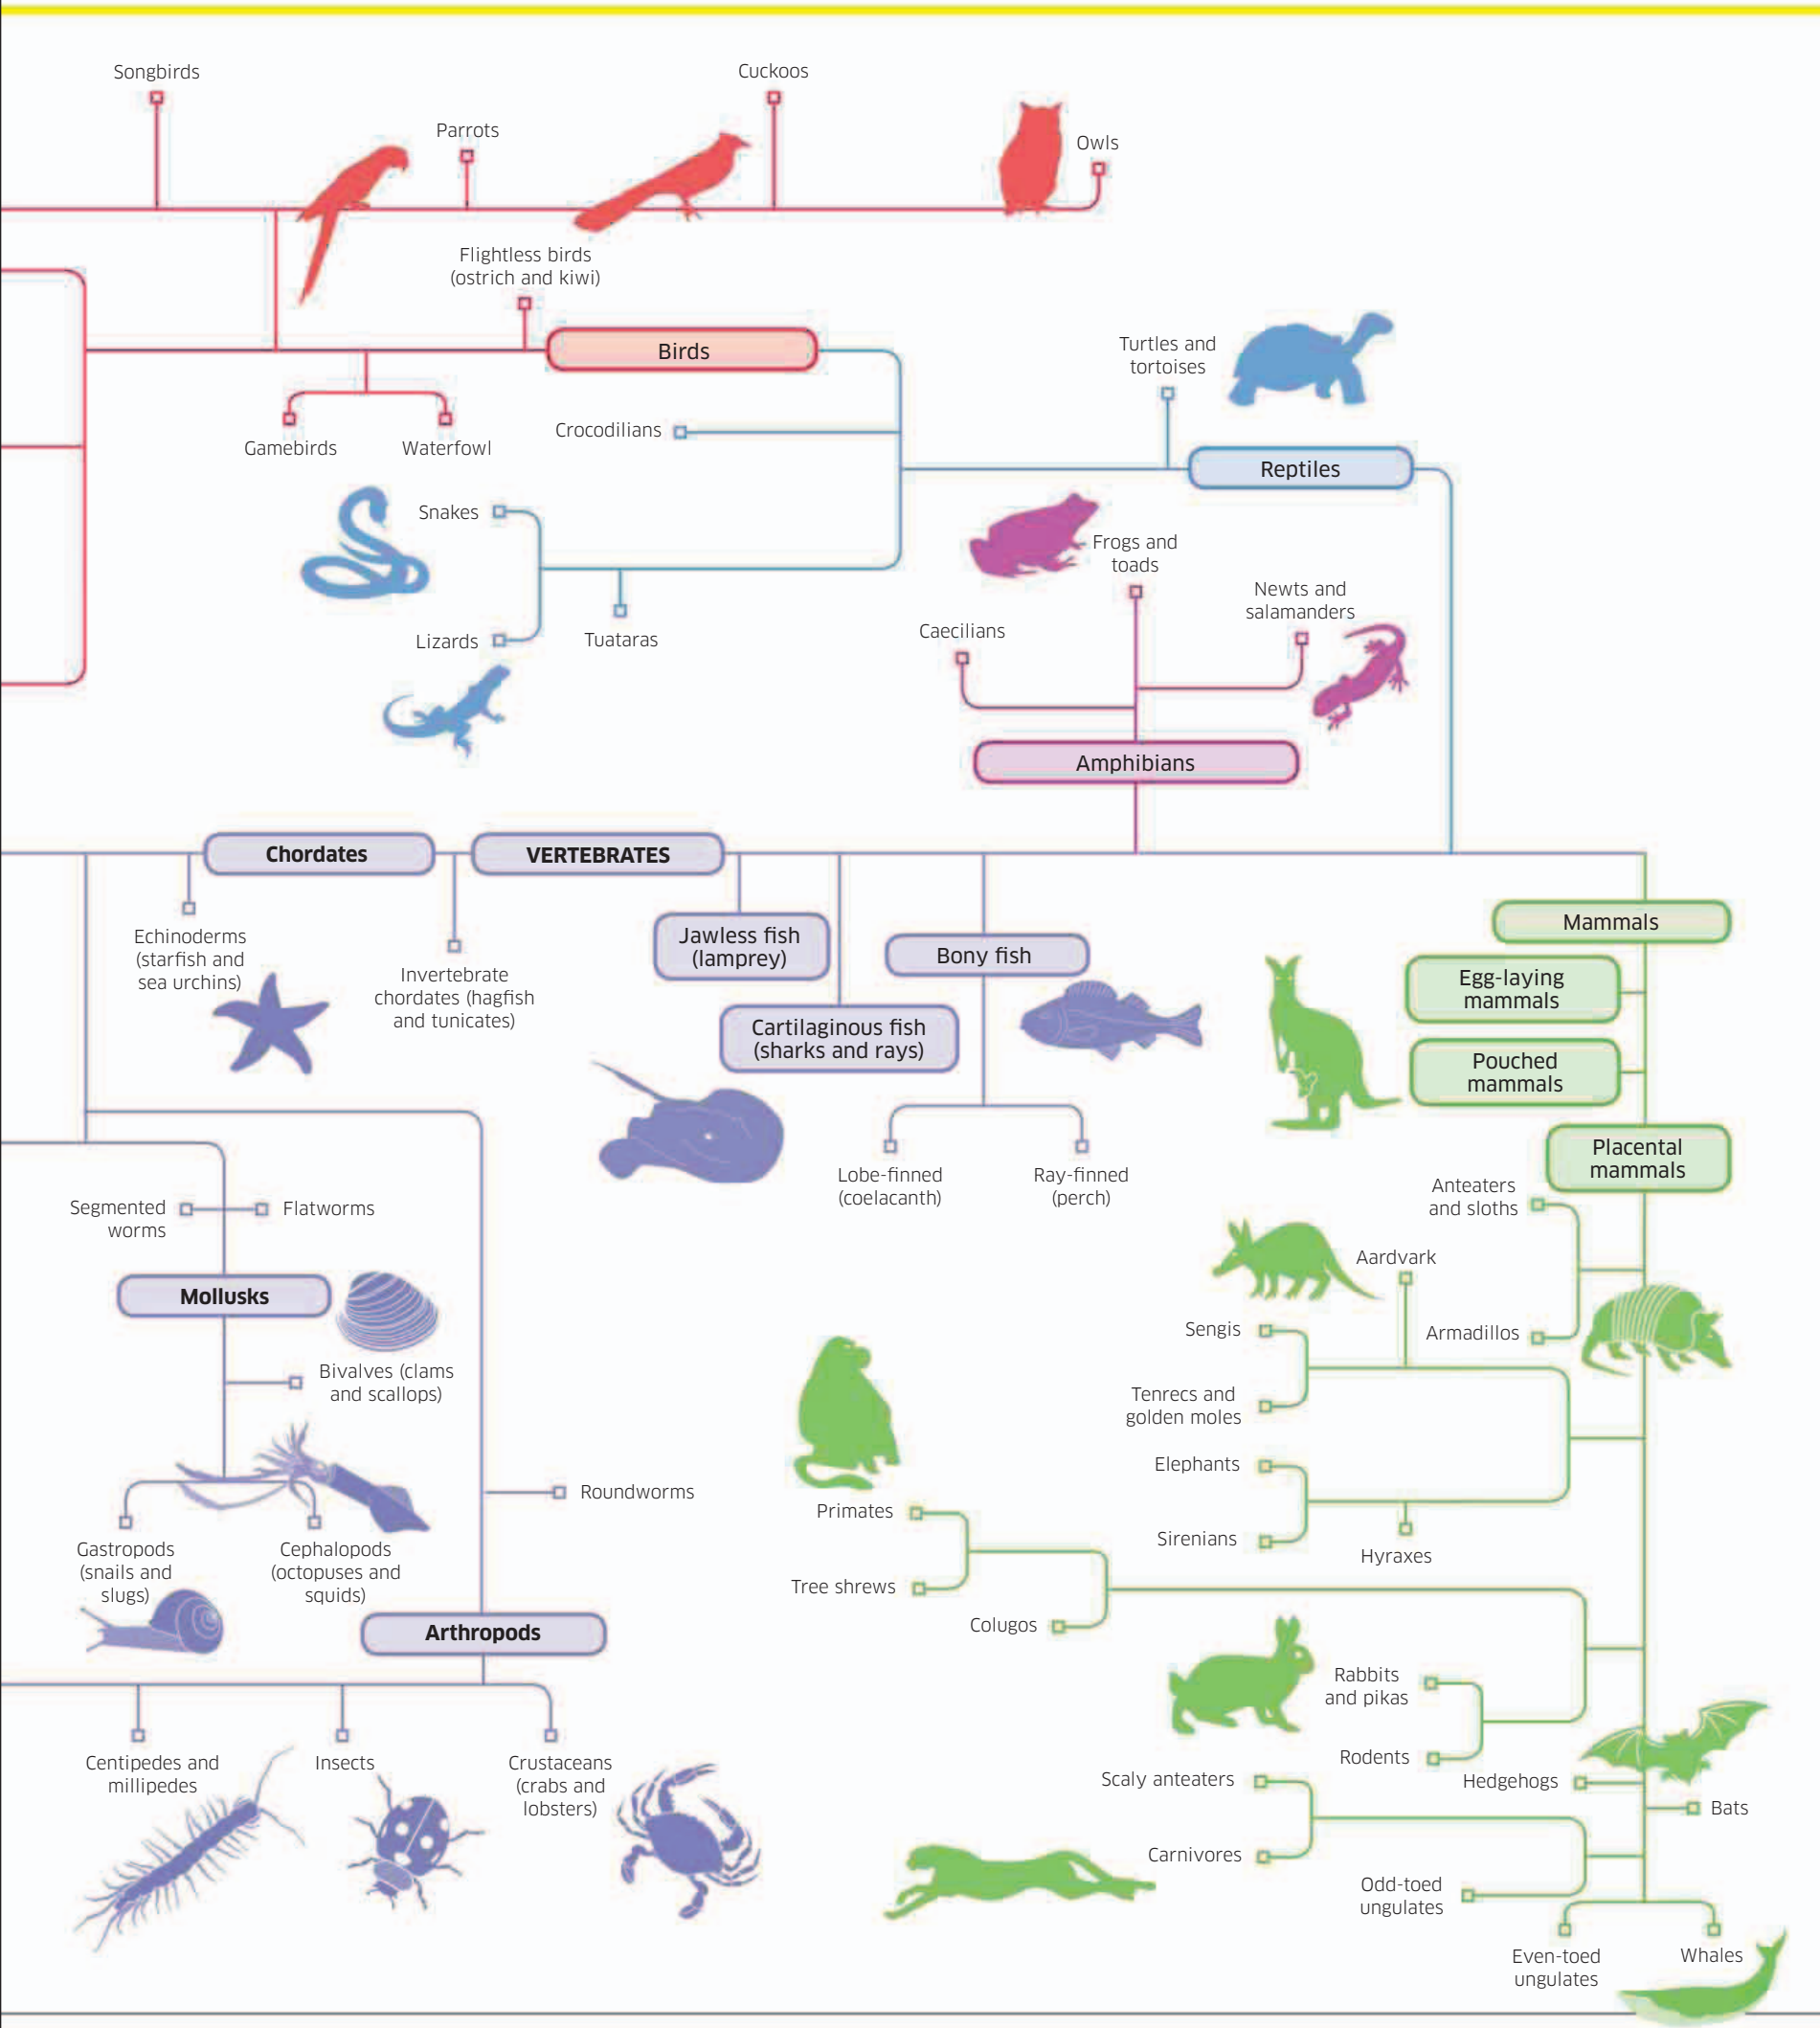 Songbirds
Cuckoos
Parrots
Owls
Flightless birds
(ostrich and kiwi)
Birds
Turtles and
tortoises
Crocodilians
Gamebirds
Waterfowl
Reptiles
Snakes
Frogs and
toads
Newts and
salamanders
Caecilians
Lizards
Tuataras
Amphibians
Chordates
VERTEBRATES
Echinoderms
(starfish and
sea urchins)
Invertebrate
chordates (hagfish
and tunicates)
Jawless fish
(lamprey)
Bony fish
Cartilaginous fish
(sharks and rays)
Mammals
Egg-laying
mammals
Pouched
mammals
Placental
mammals
Lobe-finned
(coelacanth)
Ray-finned
(perch)
Segmented
worms
Flatworms
Anteaters
and sloths
Aardvark
Mollusks
Sengis
Armadillos
Bivalves (clams
and scallops)
Tenrecs and
golden moles
Elephants
Roundworms
Primates
Sirenians
Hyraxes
Gastropods
(snails and
slugs)
Cephalopods
(octopuses and
squids)
Tree shrews
Colugos
Arthropods
Rabbits
and pikas
Rodents
Centipedes and
millipedes
Insects
Crustaceans
(crabs and
lobsters)
Scaly anteaters
Hedgehogs
Bats
Carnivores
Odd-toed
ungulates
Even-toed
ungulates
Whales